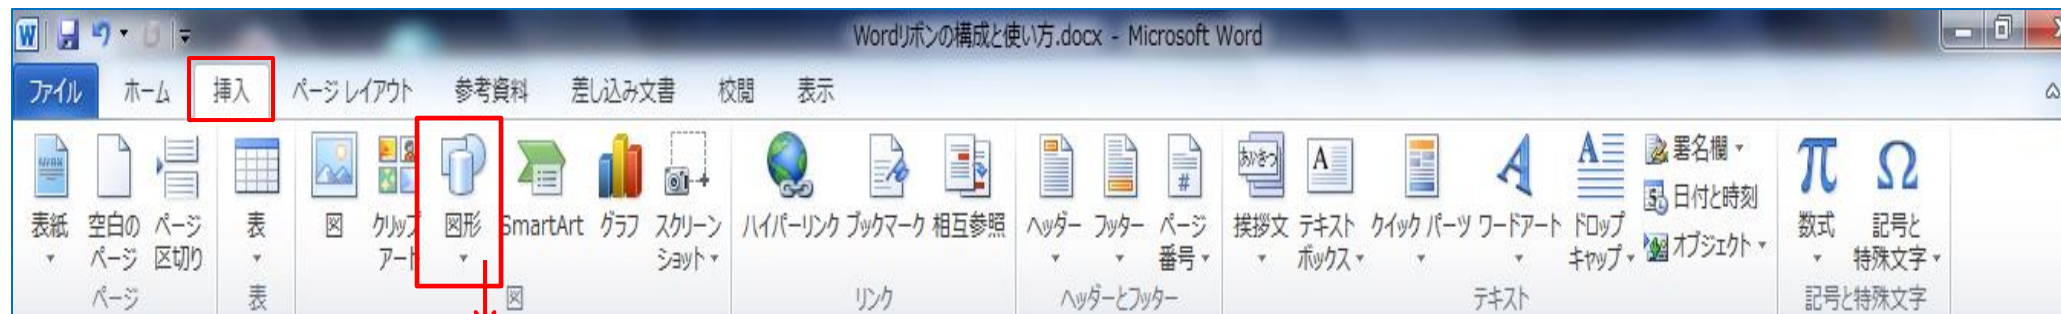 Wordリボンの構成と使い方.docx - Microsoft Word
ファイル ホーム 挿入 ページ レイアウト 参考資料 差し込み文書 校閲 表示
表紙 空白の ページ 表 図 クリップ 図形 SmartArt グラフ スクリーン ハイパーリンク ブックマーク 相互参照 ヘッダー フッター ページ 挨拶文 テキスト クイック パーツ ワードアート ドロップ 署名欄 日付と時刻 オブジェクト 数式 記号と
ページ 区切り アート ショット 番号 ボックス キャップ 特殊文字
ページ 表 図 リンク ヘッダーとフッター テキスト 記号と特殊文字